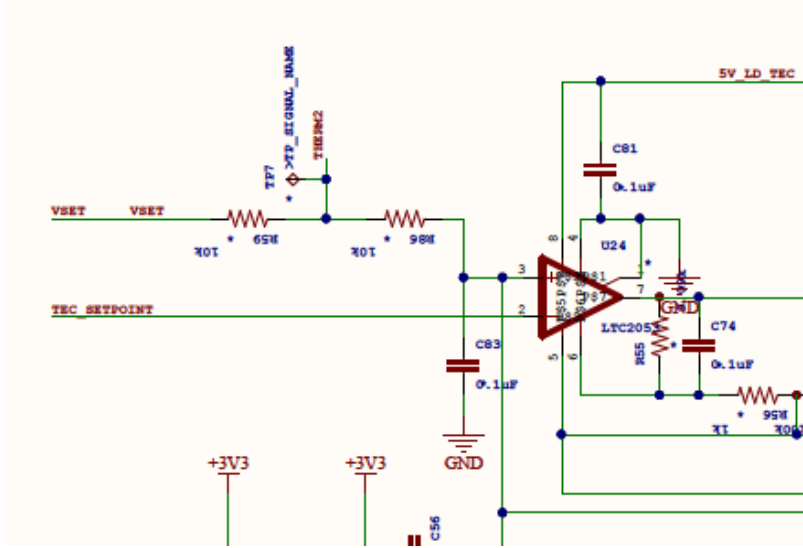 5V_LD_TEC
>TP_SIGNAL_NAME
THERM2
TP7
*
C81
0.1uF
VSET
VSET
* R59
10k
* R86
10k
8
4
U24
*
3
1
7
2
TEC_SETPOINT
GND
C74
0.1uF
R55
*
5
6
C83
0.1uF
* R56
1k
+3V3
+3V3
GND
C56